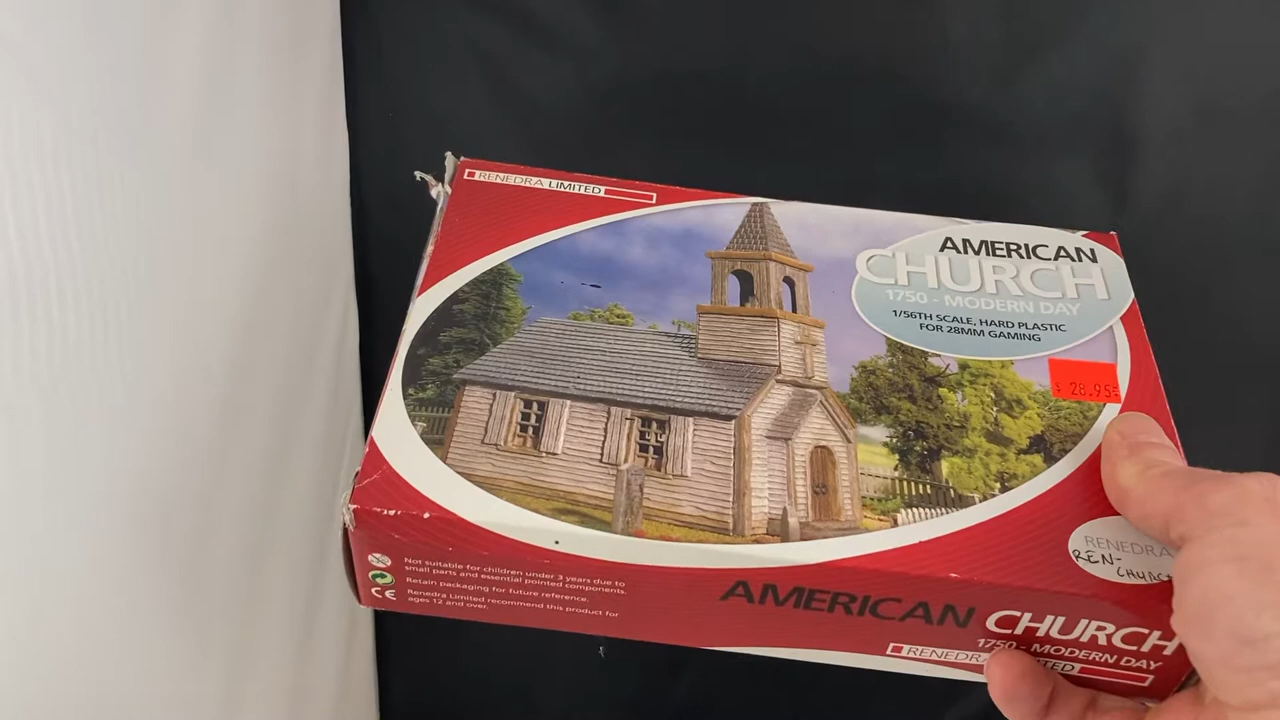 RENEDRA LIMITED
AMERICAN
CHURCH
1750 - MODERN DAY
1/56TH SCALE, HARD PLASTIC
FOR 28MM GAMING
$ 28.95
RENEDRA
REN-
CHURC
Not suitable for children under 3 years due to
small parts and essential pointed components.
Retain packaging for future reference.
CE
Renedra Limited recommend this product for
ages 12 and over.
AMERICAN CHURCH
1750 - MODERN DAY
RENEDRA